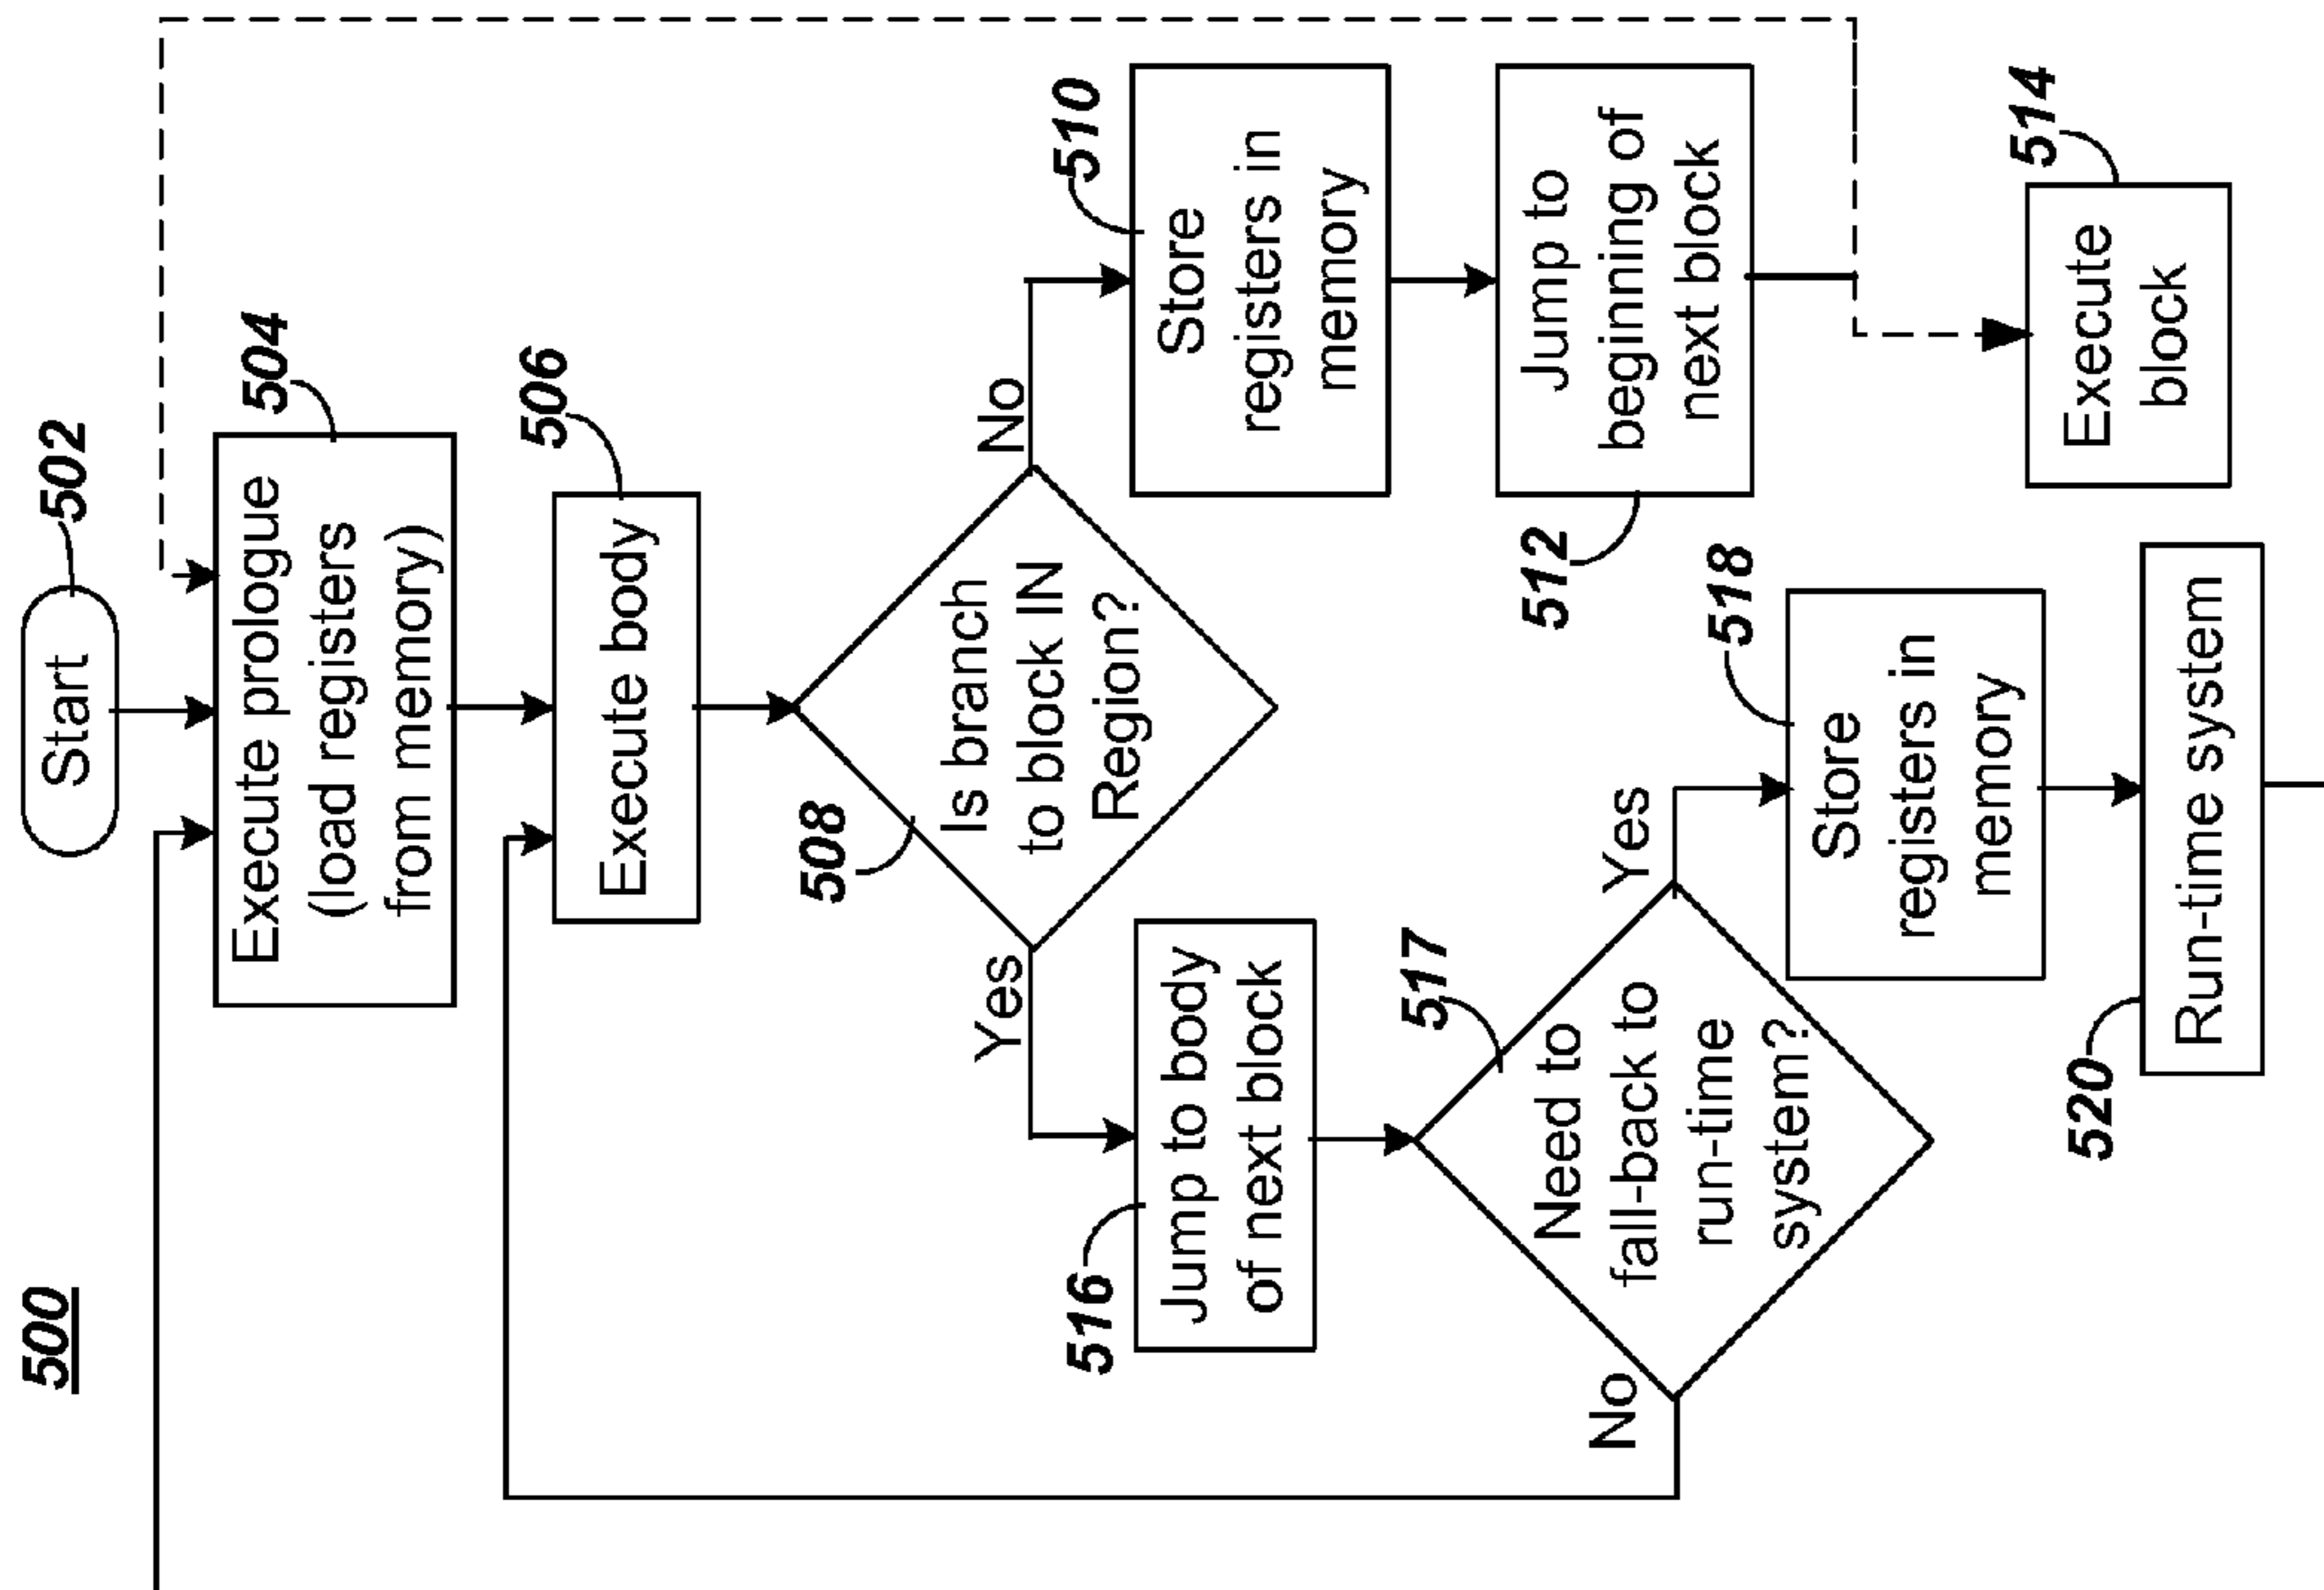 500
Start
502
Execute prologue
(load registers
from memory)
504
Execute body
506
Is branch
to block IN
Region?
508
No
Yes
Store
registers in
memory
510
Jump to
beginning of
next block
512
Execute
block
514
Jump to body
of next block
516
Need to
fall-back to
run-time
system?
517
No
Yes
Store
registers in
memory
518
Run-time system
520